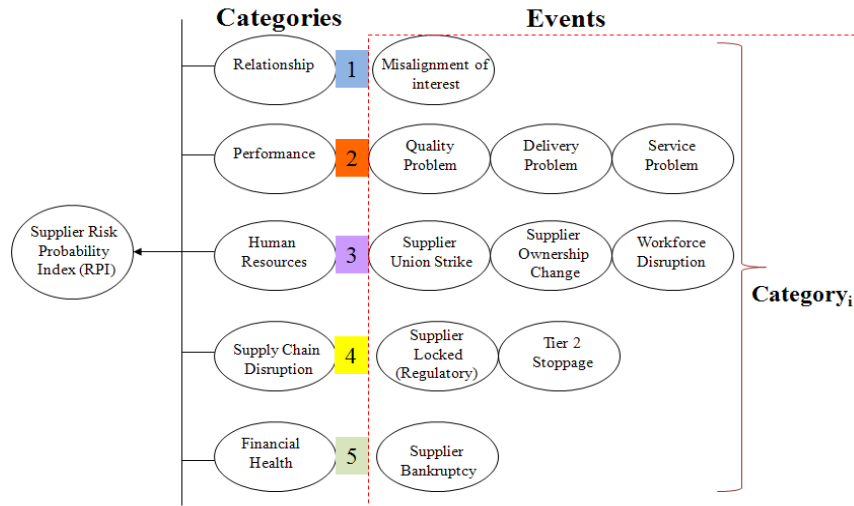 Categories
Events
Relationship
1
Misalignment of
interest
Performance
2
Quality
Problem
Delivery
Problem
Service
Problem
Supplier Risk
Probability
Index (RPI)
Human
Resources
3
Supplier
Union Strike
Supplier
Ownership
Change
Workforce
Disruption
Category_i
Supply Chain
Disruption
4
Supplier
Locked
(Regulatory)
Tier 2
Stoppage
Financial
Health
5
Supplier
Bankruptcy